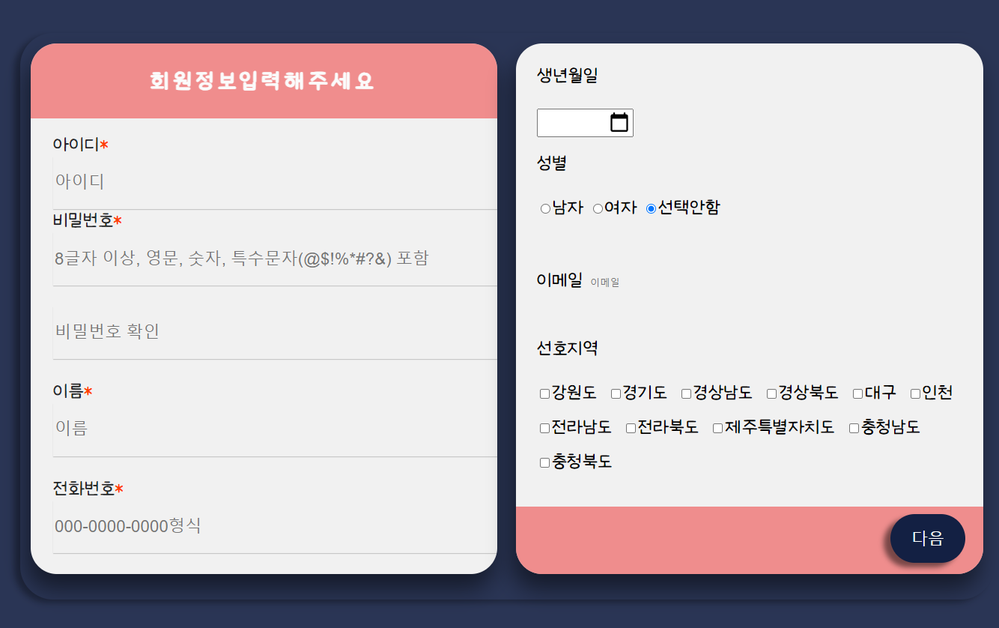 회원정보입력해주세요
아이디*
아이디
비밀번호*
8글자 이상, 영문, 숫자, 특수문자(@$!%*#?&) 포함
비밀번호 확인
이름*
이름
전화번호*
000-0000-0000형식
생년월일
성별
남자 여자 선택안함
이메일 이메일
선호지역
강원도 경기도 경상남도 경상북도 대구 인천
전라남도 전라북도 제주특별자치도 충청남도
충청북도
다음